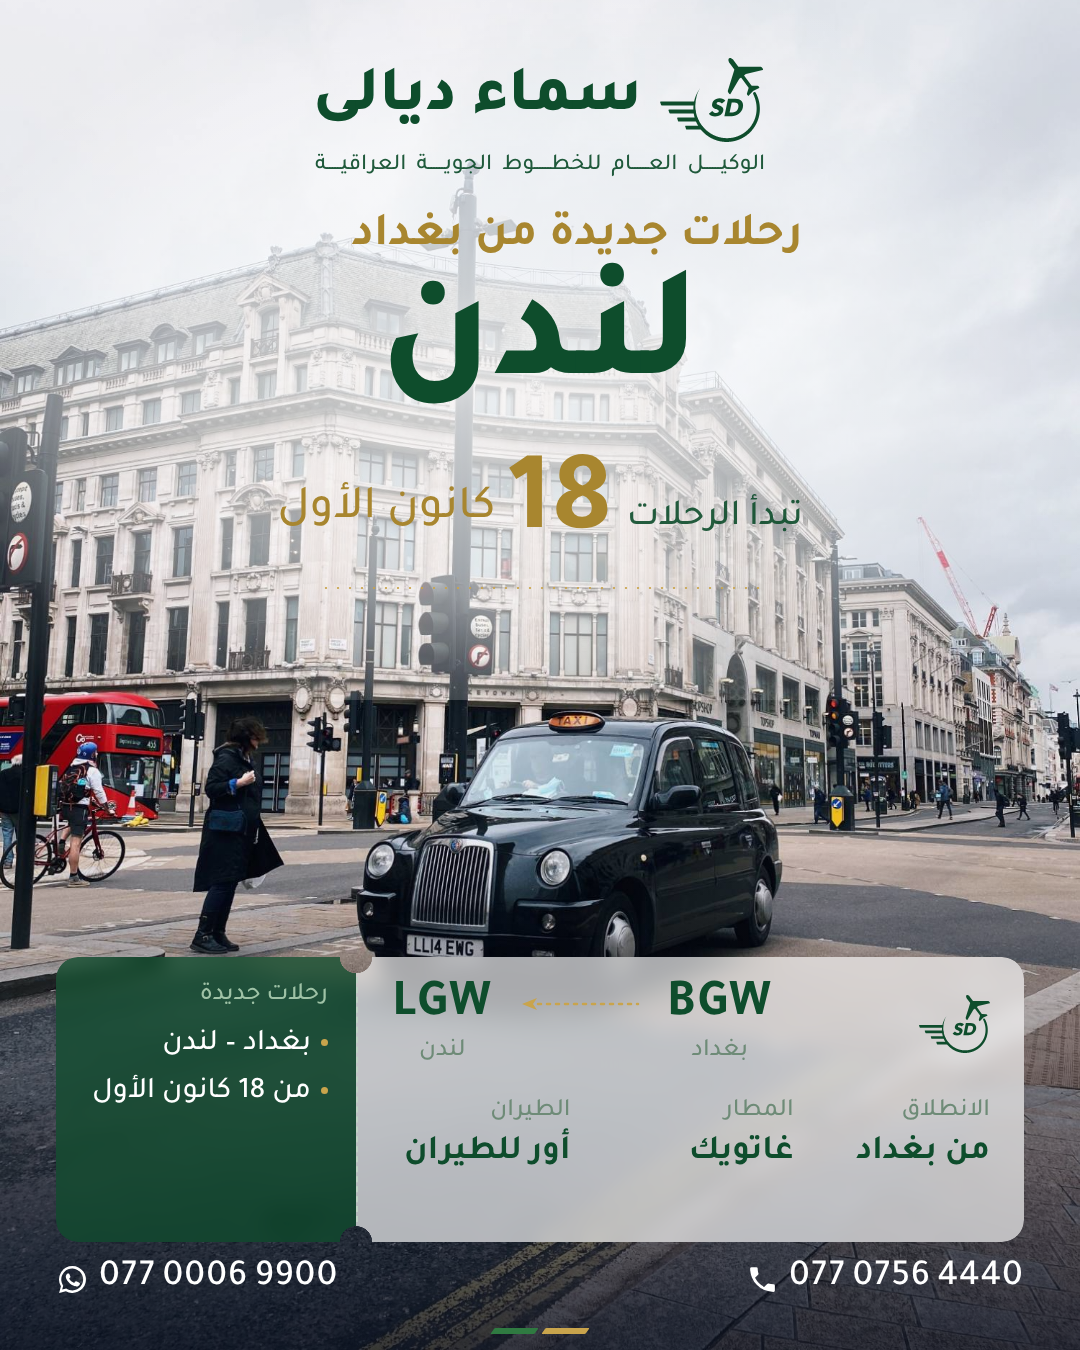 سماء ديالى
SD
الوكيل العام للخطوط الجوية العراقية
رحلات جديدة من بغداد
لندن
تبدأ الرحلات 18 كانون الأول
TOPSHOP
TAXI
LL14 EWG
رحلات جديدة
بغداد - لندن
من 18 كانون الأول
BGW
LGW
بغداد
لندن
SD
الانطلاق
من بغداد
المطار
غاتويك
الطيران
أور للطيران
077 0006 9900
077 0756 4440